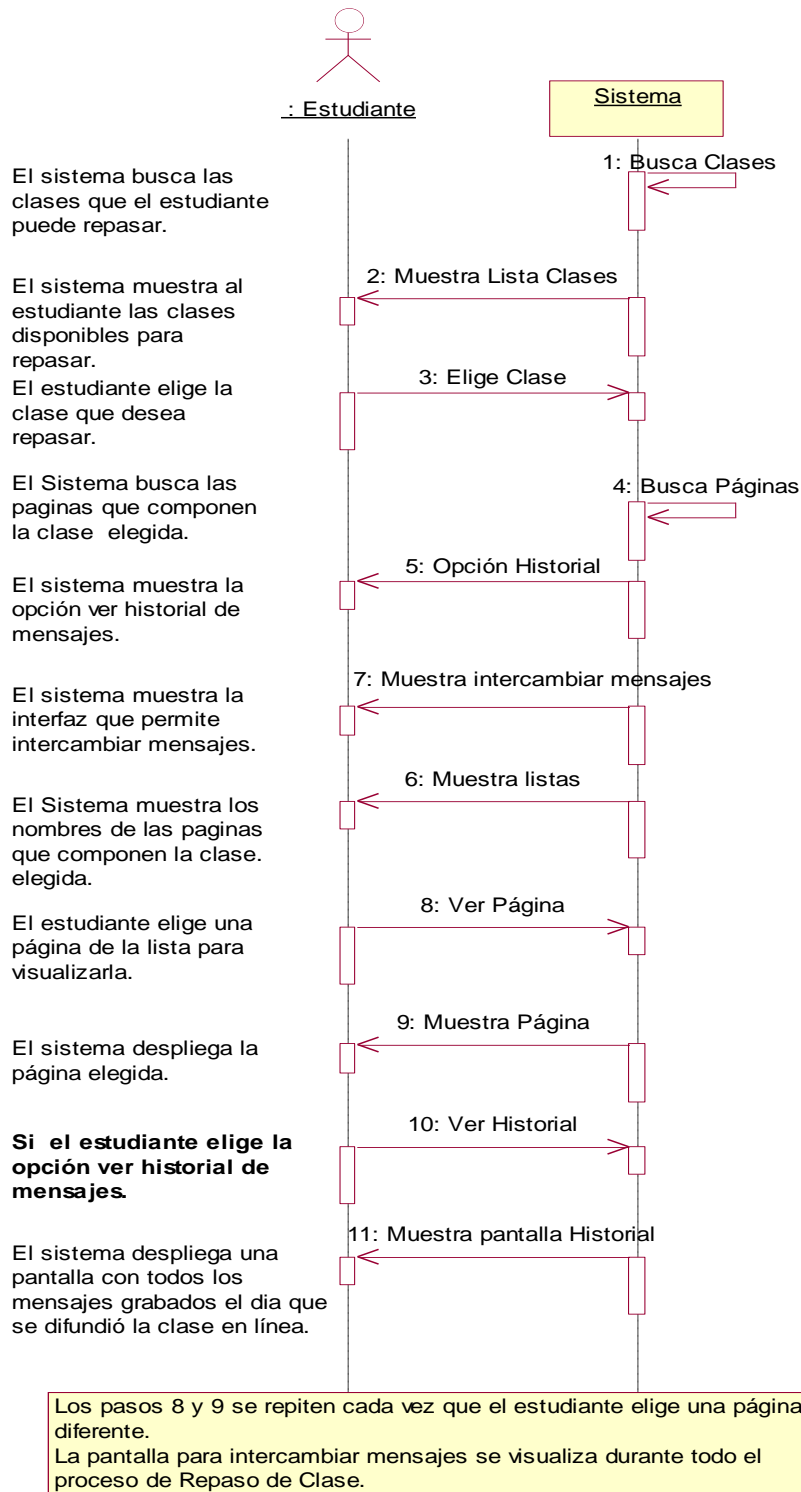 : Estudiante
Sistema
1: Busca Clases
El sistema busca las
clases que el estudiante
puede repasar.
2: Muestra Lista Clases
El sistema muestra al
estudiante las clases
disponibles para
repasar.
3: Elige Clase
El estudiante elige la
clase que desea
repasar.
4: Busca Páginas
El Sistema busca las
paginas que componen
la clase elegida.
5: Opción Historial
El sistema muestra la
opción ver historial de
mensajes.
7: Muestra intercambiar mensajes
El sistema muestra la
interfaz que permite
intercambiar mensajes.
6: Muestra listas
El Sistema muestra los
nombres de las paginas
que componen la clase.
elegida.
8: Ver Página
El estudiante elige una
página de la lista para
visualizarla.
9: Muestra Página
El sistema despliega la
página elegida.
10: Ver Historial
Si el estudiante elige la
opción ver historial de
mensajes.
11: Muestra pantalla Historial
El sistema despliega una
pantalla con todos los
mensajes grabados el dia que
se difundió la clase en línea.
Los pasos 8 y 9 se repiten cada vez que el estudiante elige una página
diferente.
La pantalla para intercambiar mensajes se visualiza durante todo el
proceso de Repaso de Clase.